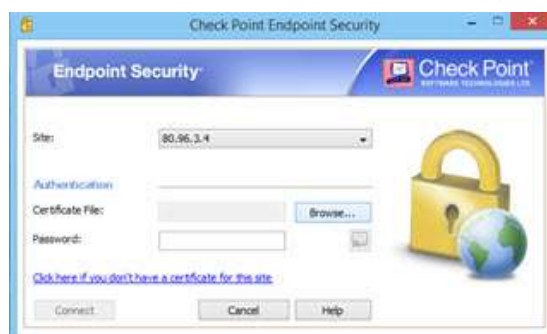 Check Point Endpoint Security
Endpoint Security
Check Point
SOFTWARE TECHNOLOGIES LTD.
Site:
80.96.3.4
Authentication
Certificate File:
Browse...
Password:
Click here if you don't have a certificate for this site
Connect
Cancel
Help